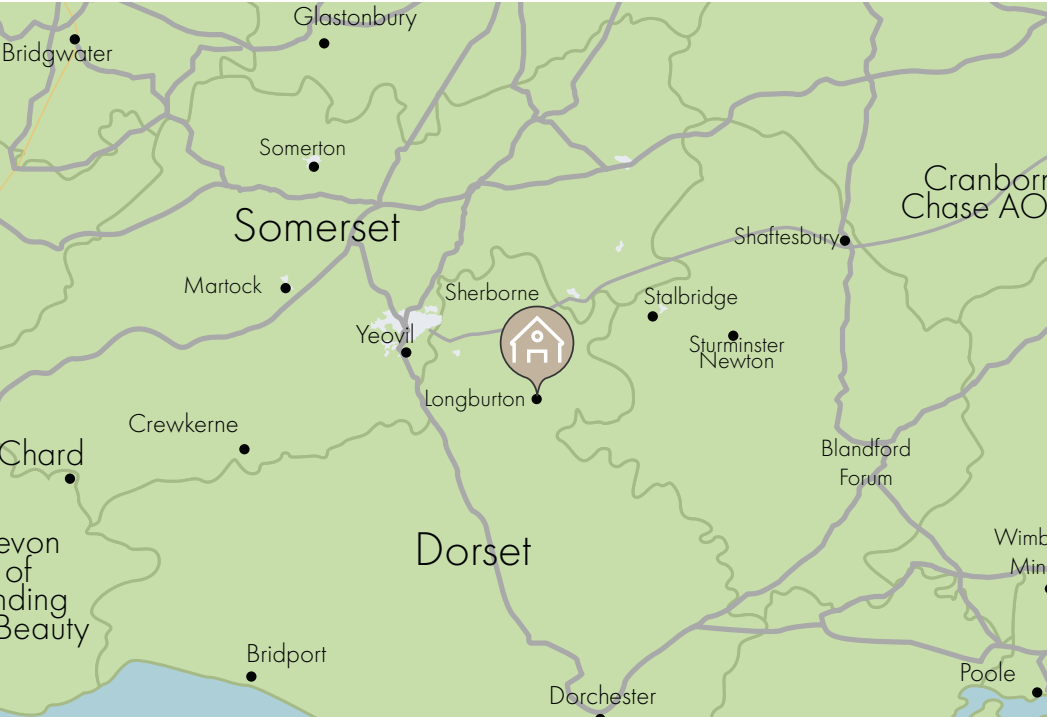 Glastonbury
Bridgwater
Somerton
Cranborn
Chase AO
Somerset
Shaftesbury
Martock
Sherborne
Stalbridge
Yeovil
Sturminster
Newton
Longburton
Crewkerne
Chard
Blandford
Forum
evon
of
nding
Beauty
Dorset
Wimb
Min
Bridport
Poole
Dorchester